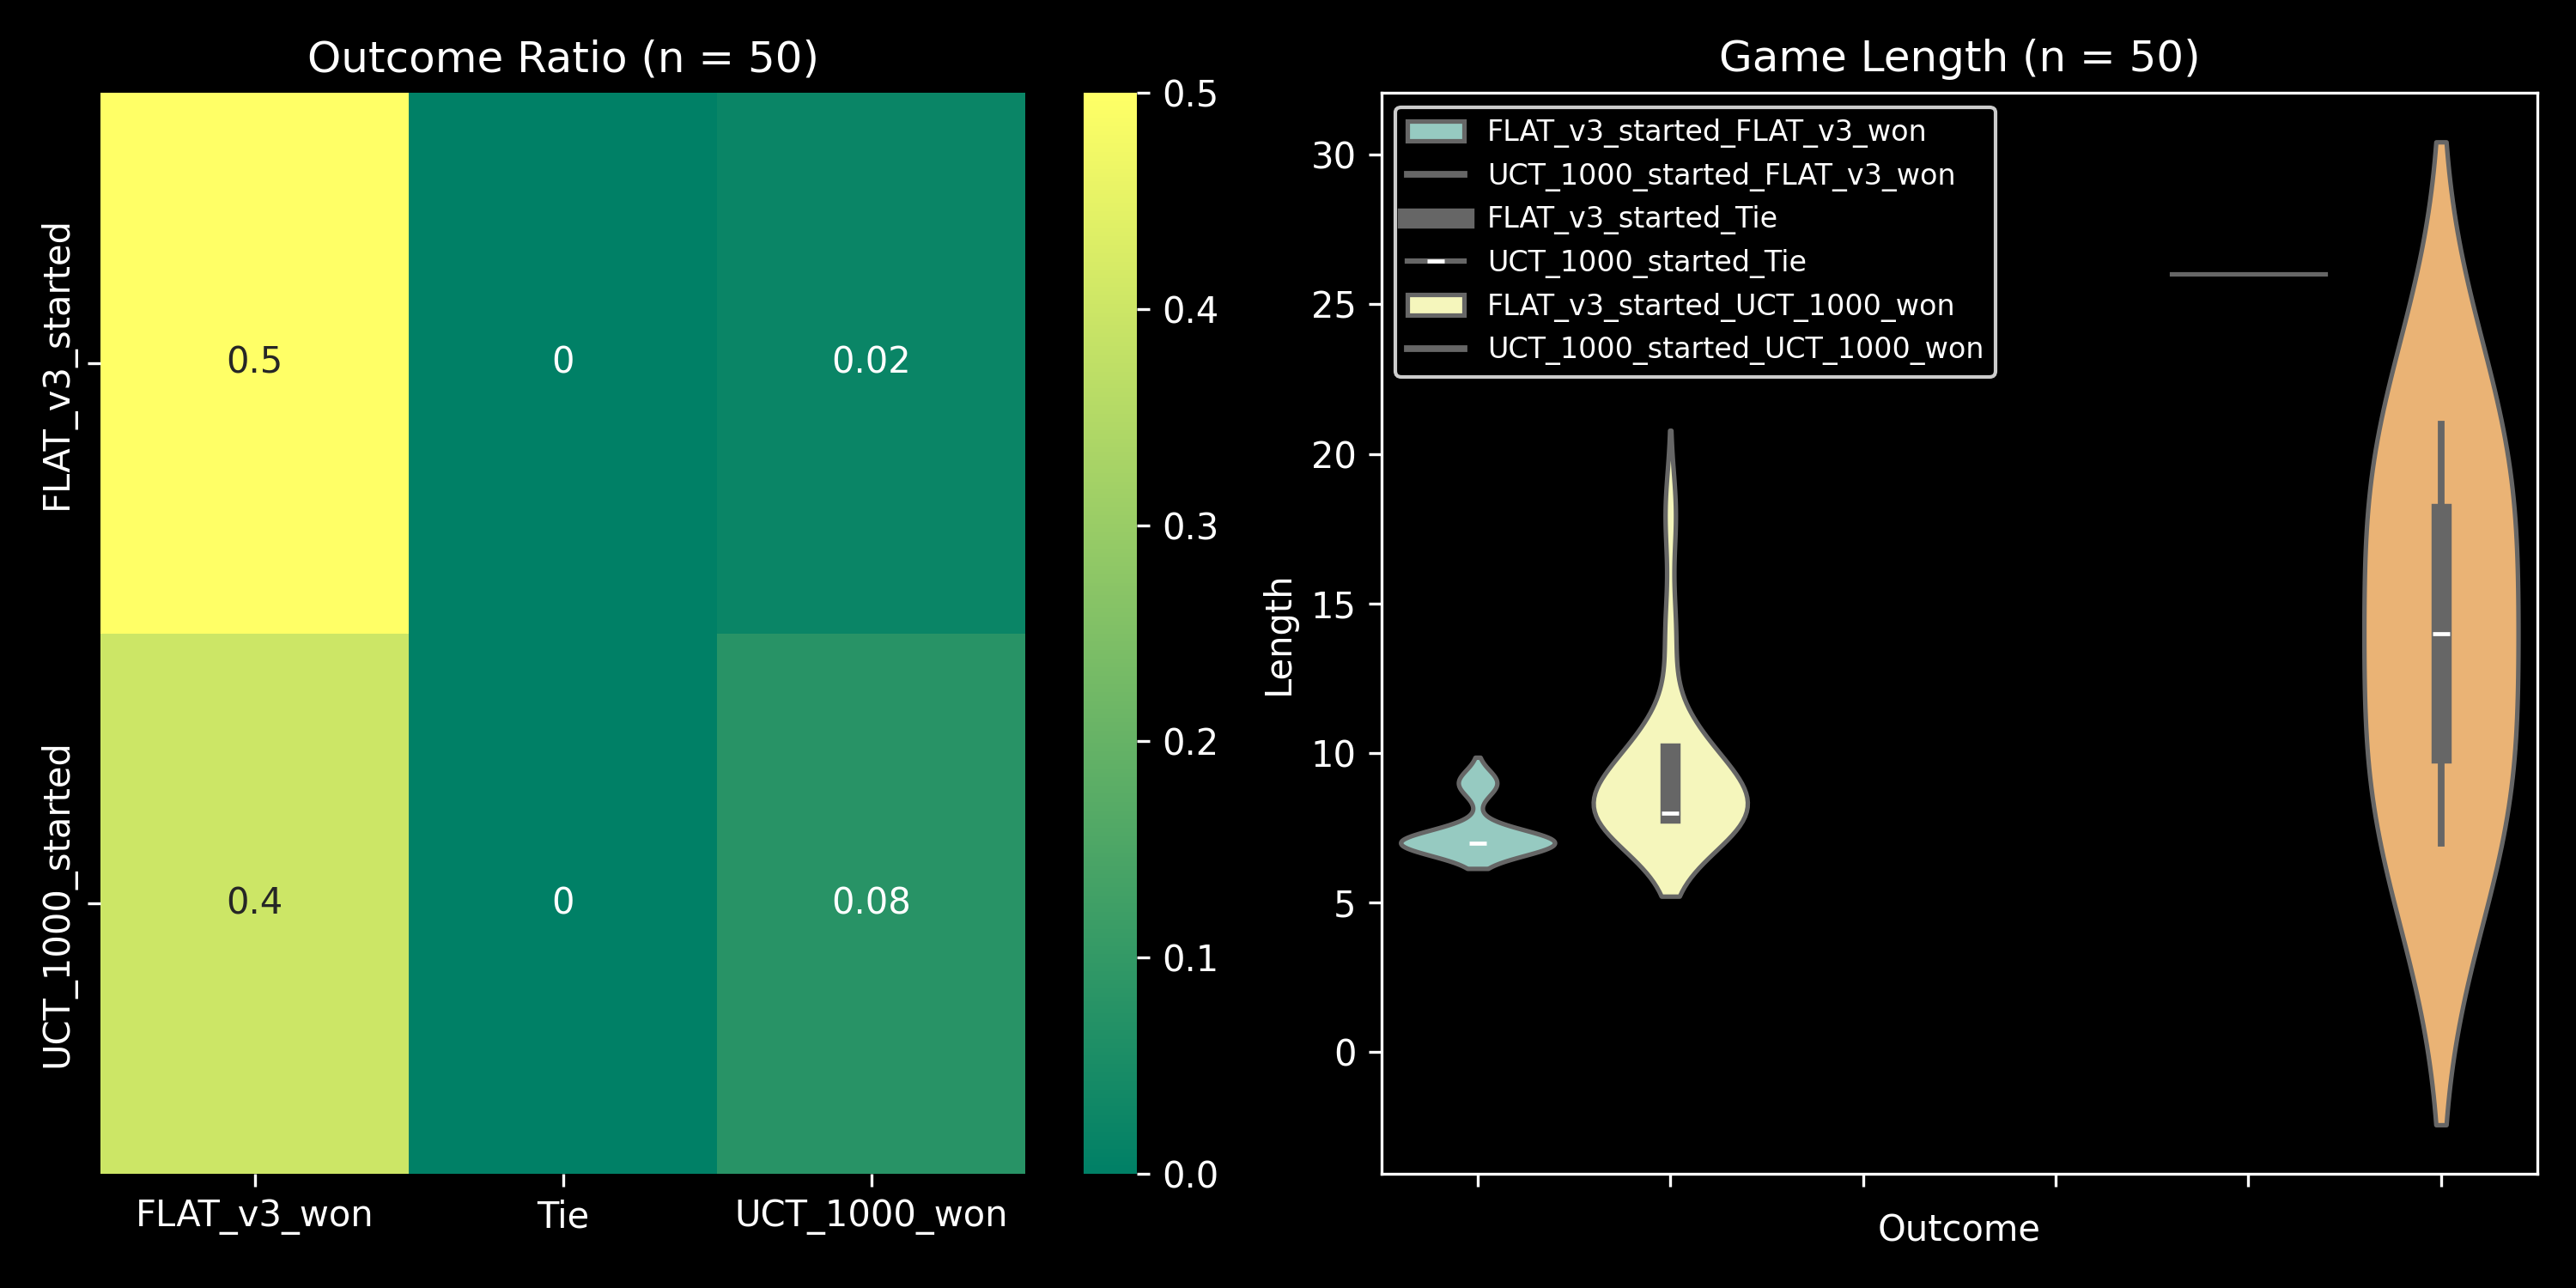 Outcome Ratio (n = 50)
FLAT_v3_started
UCT_1000_started
0.5
0
0.02
0.4
0
0.08
FLAT_v3_won
Tie
UCT_1000_won
0.5
0.4
0.3
0.2
0.1
0.0
Game Length (n = 50)
FLAT_v3_started_FLAT_v3_won
UCT_1000_started_FLAT_v3_won
FLAT_v3_started_Tie
UCT_1000_started_Tie
FLAT_v3_started_UCT_1000_won
UCT_1000_started_UCT_1000_won
Length
30
25
20
15
10
5
0
Outcome